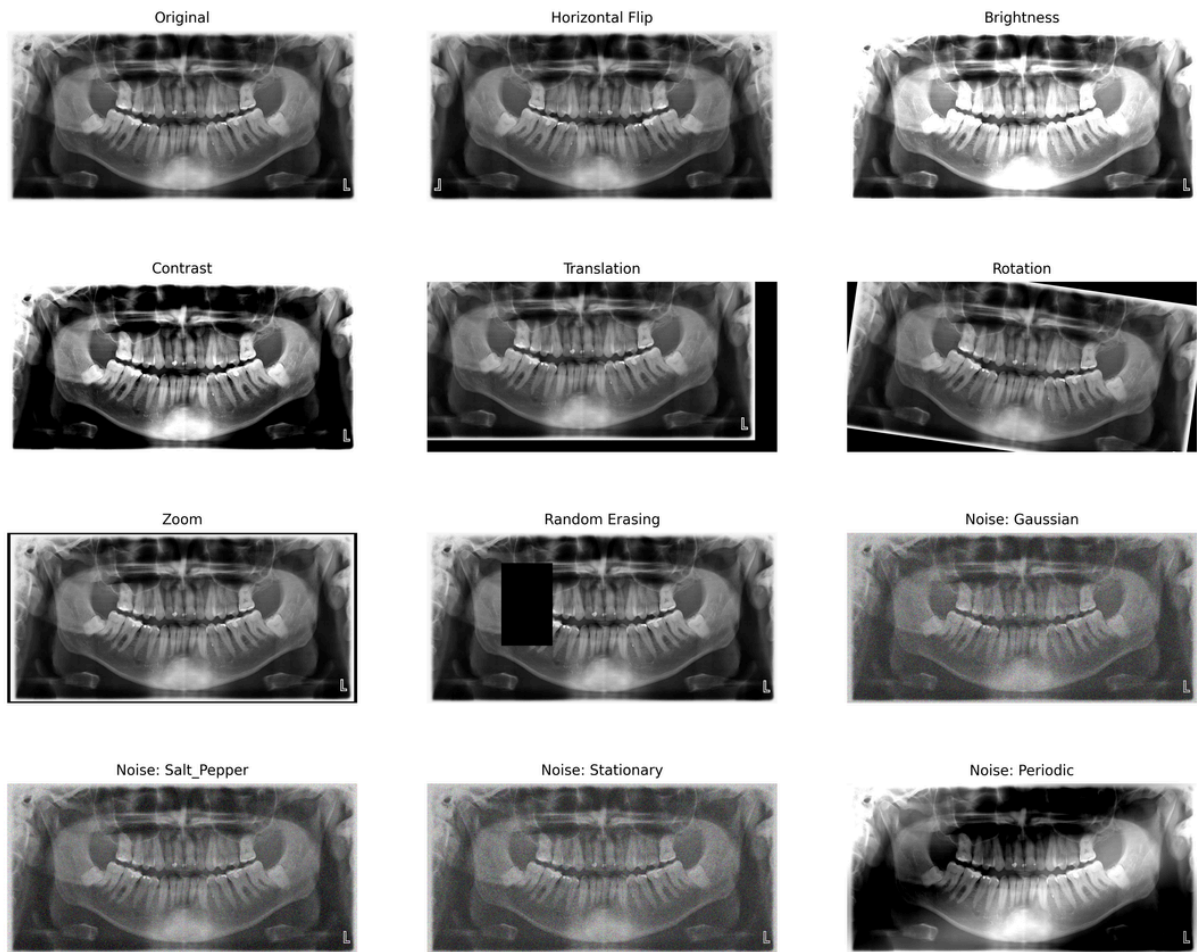 Original
Horizontal Flip
Brightness
L
L
Contrast
Translation
Rotation
L
L
Zoom
Random Erasing
Noise: Gaussian
L
L
L
Noise: Salt_Pepper
Noise: Stationary
Noise: Periodic
L
L
L